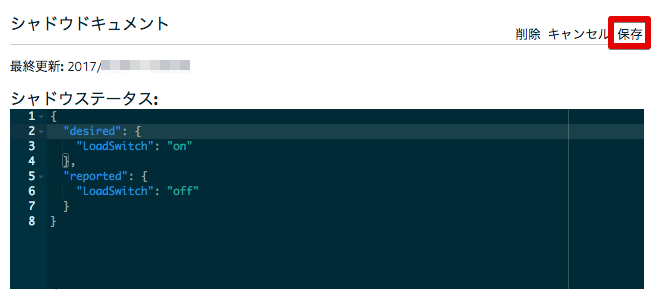 シャドウドキュメント
削除 キャンセル 保存
最終更新: 2017/
シャドウステータス:
1 {
2 "desired": {
3 "LoadSwitch": "on"
4 },
5 "reported": {
6 "LoadSwitch": "off"
7 }
8 }